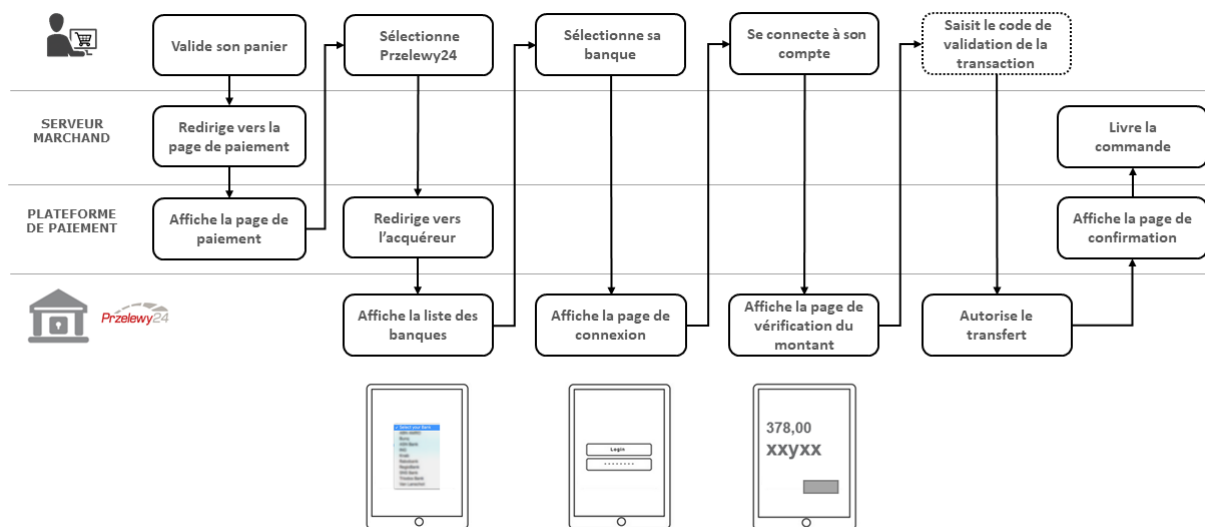 Valide son panier
Sélectionne
Przelewy24
Sélectionne sa
banque
Se connecte à son
compte
Saisit le code de
validation de la
transaction
SERVEUR
MARCHAND
Redirige vers la
page de paiement
Livre la
commande
PLATEFORME
DE PAIEMENT
Affiche la page de
paiement
Redirige vers
l'acquéreur
Affiche la page de
confirmation
Przelewy24
Affiche la liste des
banques
Affiche la page de
connexion
Affiche la page de
vérification du
montant
Autorise le
transfert
Select your Bank
Login
378,00
xxyxx